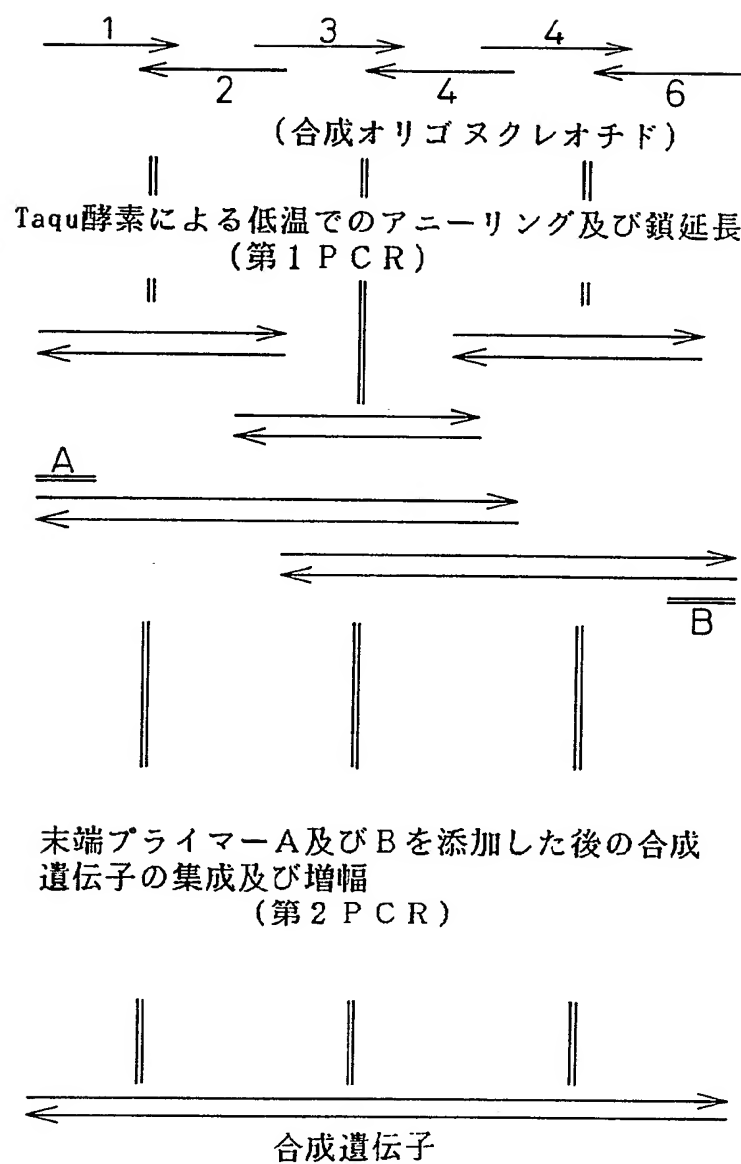 1 3 4
2 4 6
(合成オリゴヌクレオチド)
Taqu酵素による低温でのアニーリング及び鎖延長
(第1PCR)
A
B
末端プライマーA及びBを添加した後の合成
遺伝子の集成及び増幅
(第2PCR)
合成遺伝子